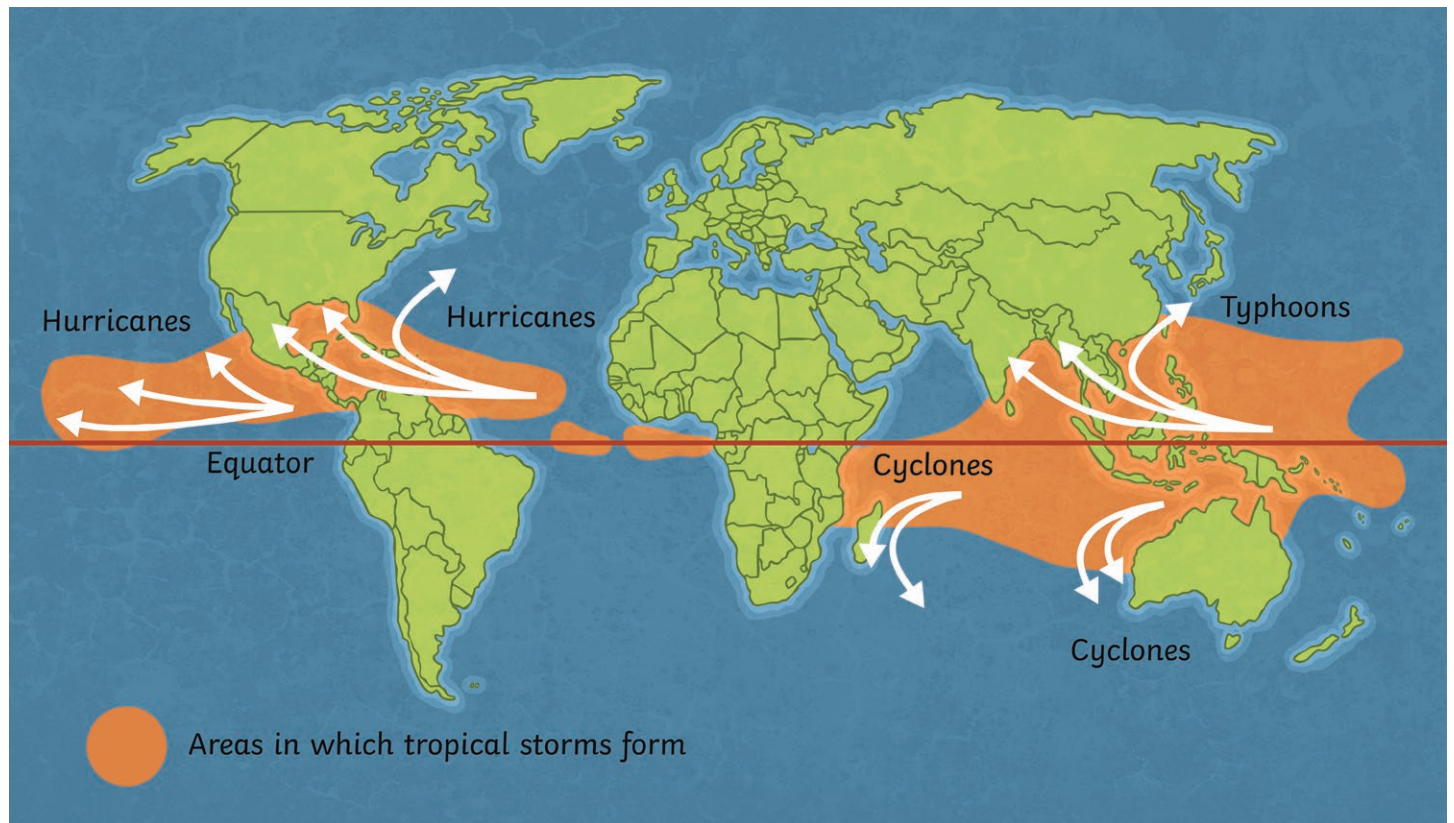 Hurricanes
Hurricanes
Typhoons
Equator
Cyclones
Cyclones
Areas in which tropical storms form